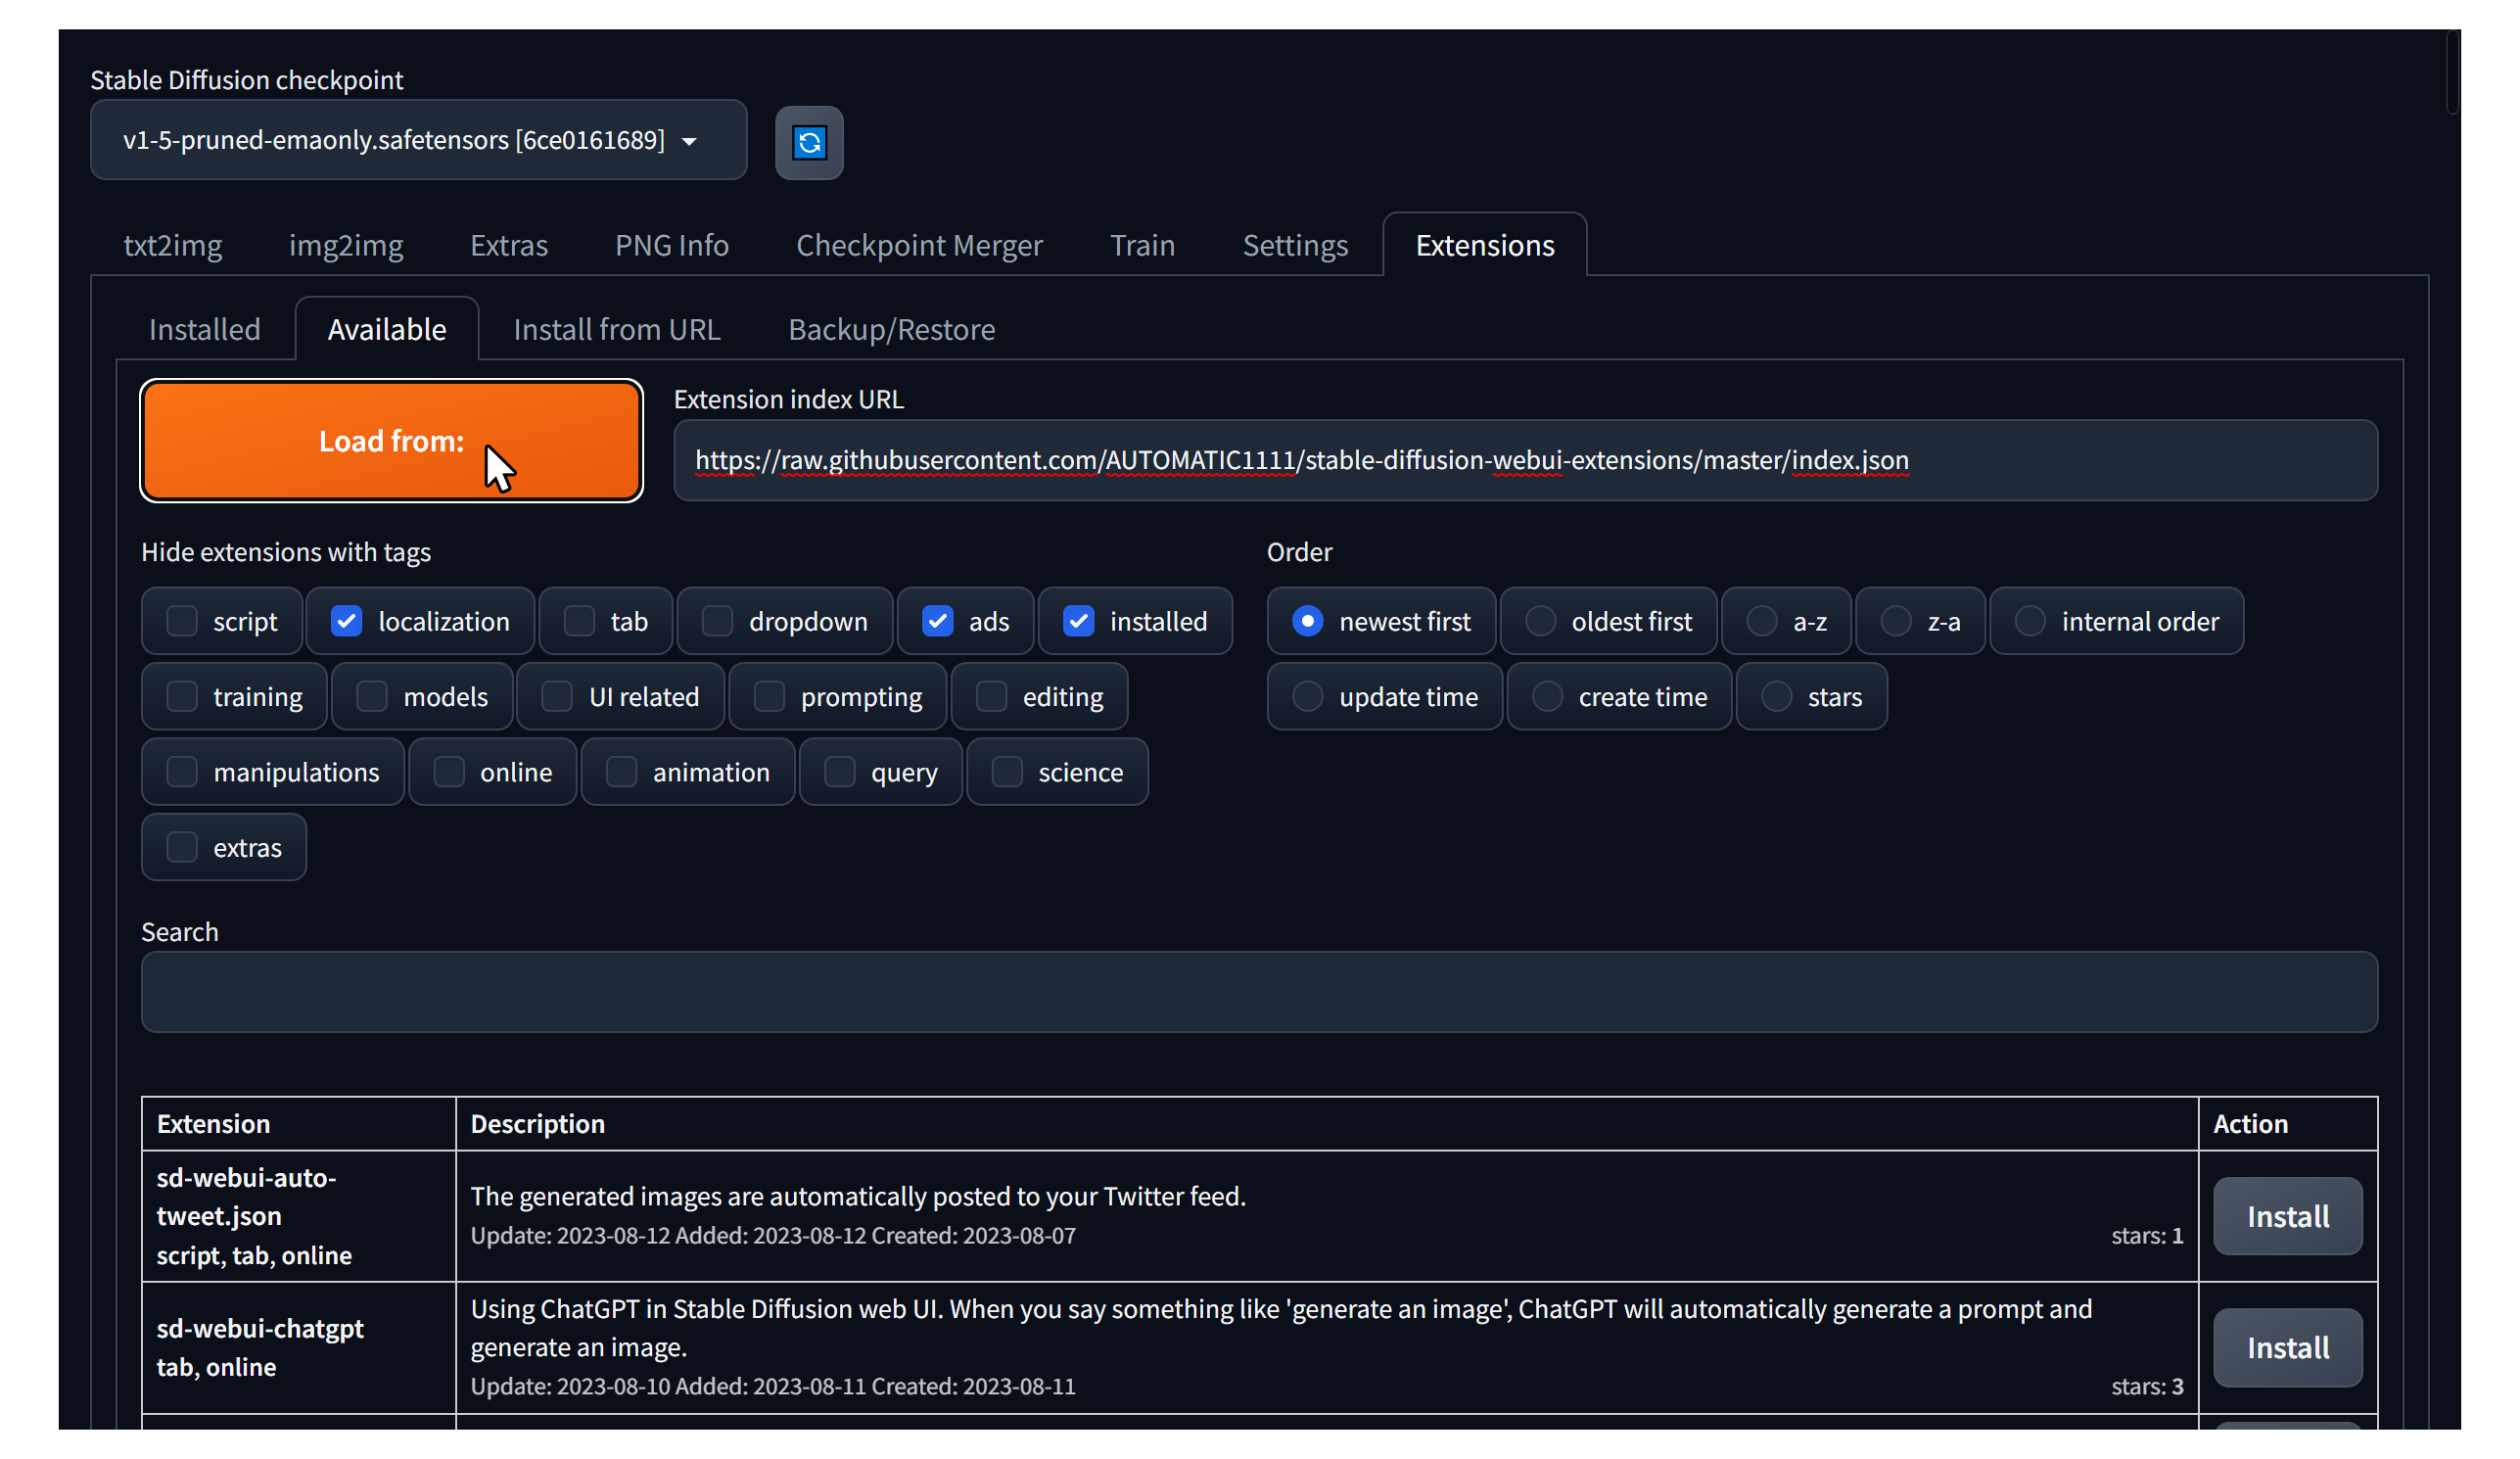 Stable Diffusion checkpoint
v1-5-pruned-emaonly.safetensors [6ce0161689]
txt2img img2img Extras PNG Info Checkpoint Merger Train Settings Extensions
Installed Available Install from URL Backup/Restore
Load from:
Extension index URL
https://raw.githubusercontent.com/AUTOMATIC1111/stable-diffusion-webui-extensions/master/index.json
Hide extensions with tags
script localization tab dropdown ads installed
training models UI related prompting editing
manipulations online animation query science
extras
Order
newest first oldest first a-z z-a internal order
update time create time stars
Search
Extension Description Action
sd-webui-auto-
tweet.json
script, tab, online
The generated images are automatically posted to your Twitter feed.
Update: 2023-08-12 Added: 2023-08-12 Created: 2023-08-07 stars: 1
Install
sd-webui-chatgpt
tab, online
Using ChatGPT in Stable Diffusion web UI. When you say something like 'generate an image', ChatGPT will automatically generate a prompt and
generate an image.
Update: 2023-08-10 Added: 2023-08-11 Created: 2023-08-11 stars: 3
Install